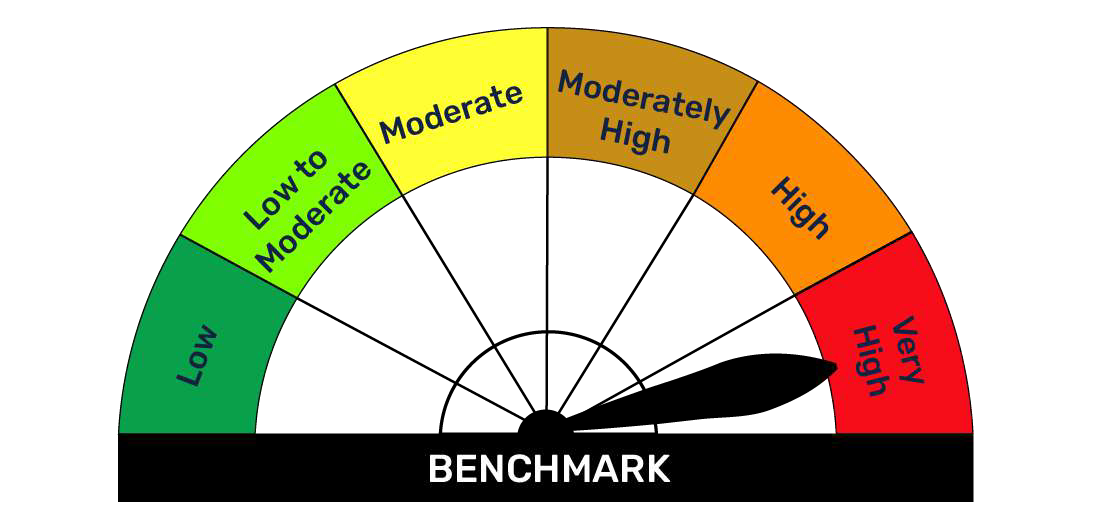 Low
Low to
Moderate
Moderate
Moderately
High
High
Very
High
BENCHMARK